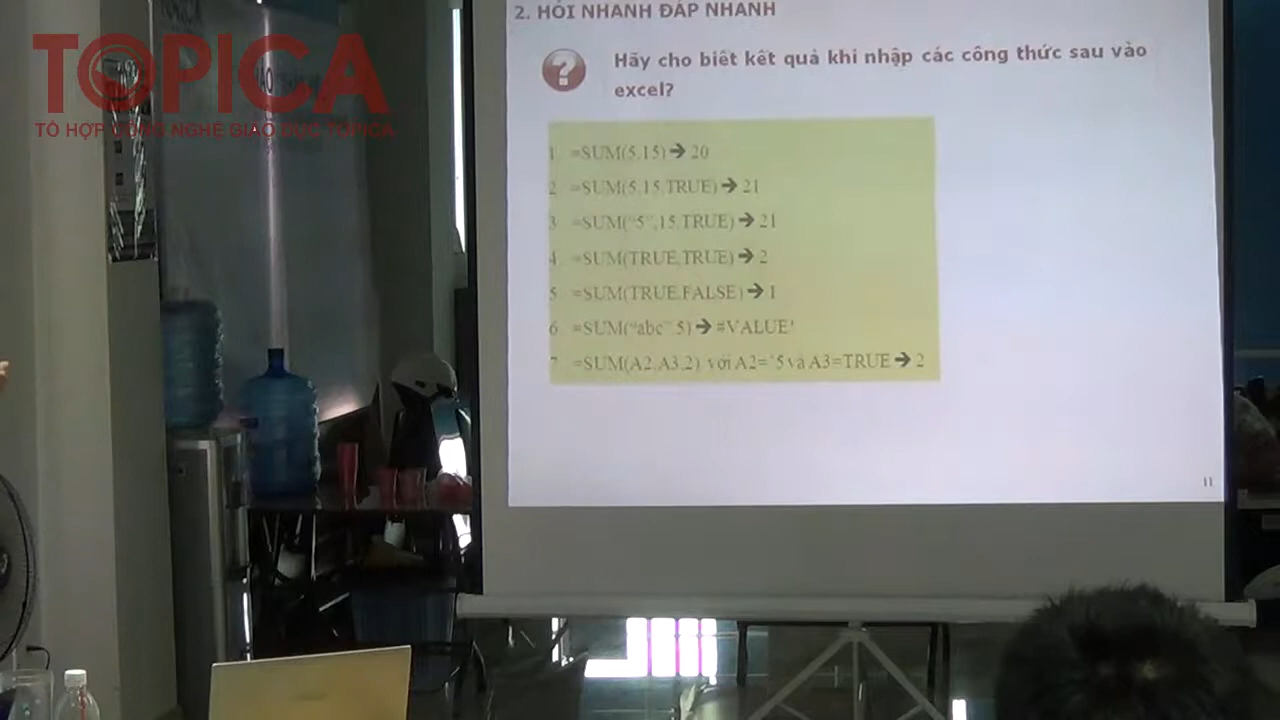 TOPICA
TỔ HỢP CÔNG NGHỆ GIÁO DỤC TOPICA
2. HỎI NHANH ĐÁP NHANH
Hãy cho biết kết quả khi nhập các công thức sau vào
excel?
1 =SUM(5,15)➔ 20
2 =SUM(5,15,TRUE)➔ 21
3 =SUM("5",15,TRUE)➔ 21
4 =SUM(TRUE,TRUE)➔ 2
5 =SUM(TRUE,FALSE)➔ 1
6 =SUM("abc",5)➔ #VALUE!
7 =SUM(A2,A3,2) với A2='5 và A3=TRUE➔ 2
11